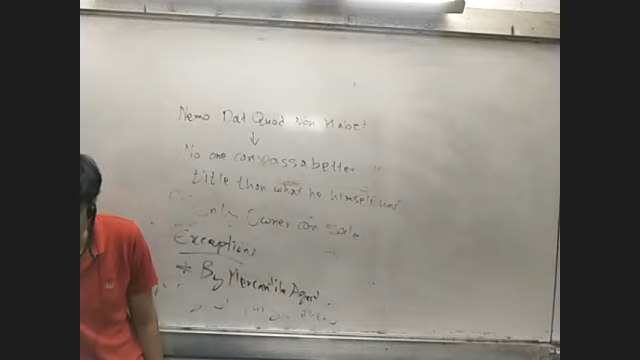 Nemo Dat Quod Non Habet
↓
No one can pass a better
title than what he himself has
only Owner can Sale
Exceptions
* By Mercantile Agent.